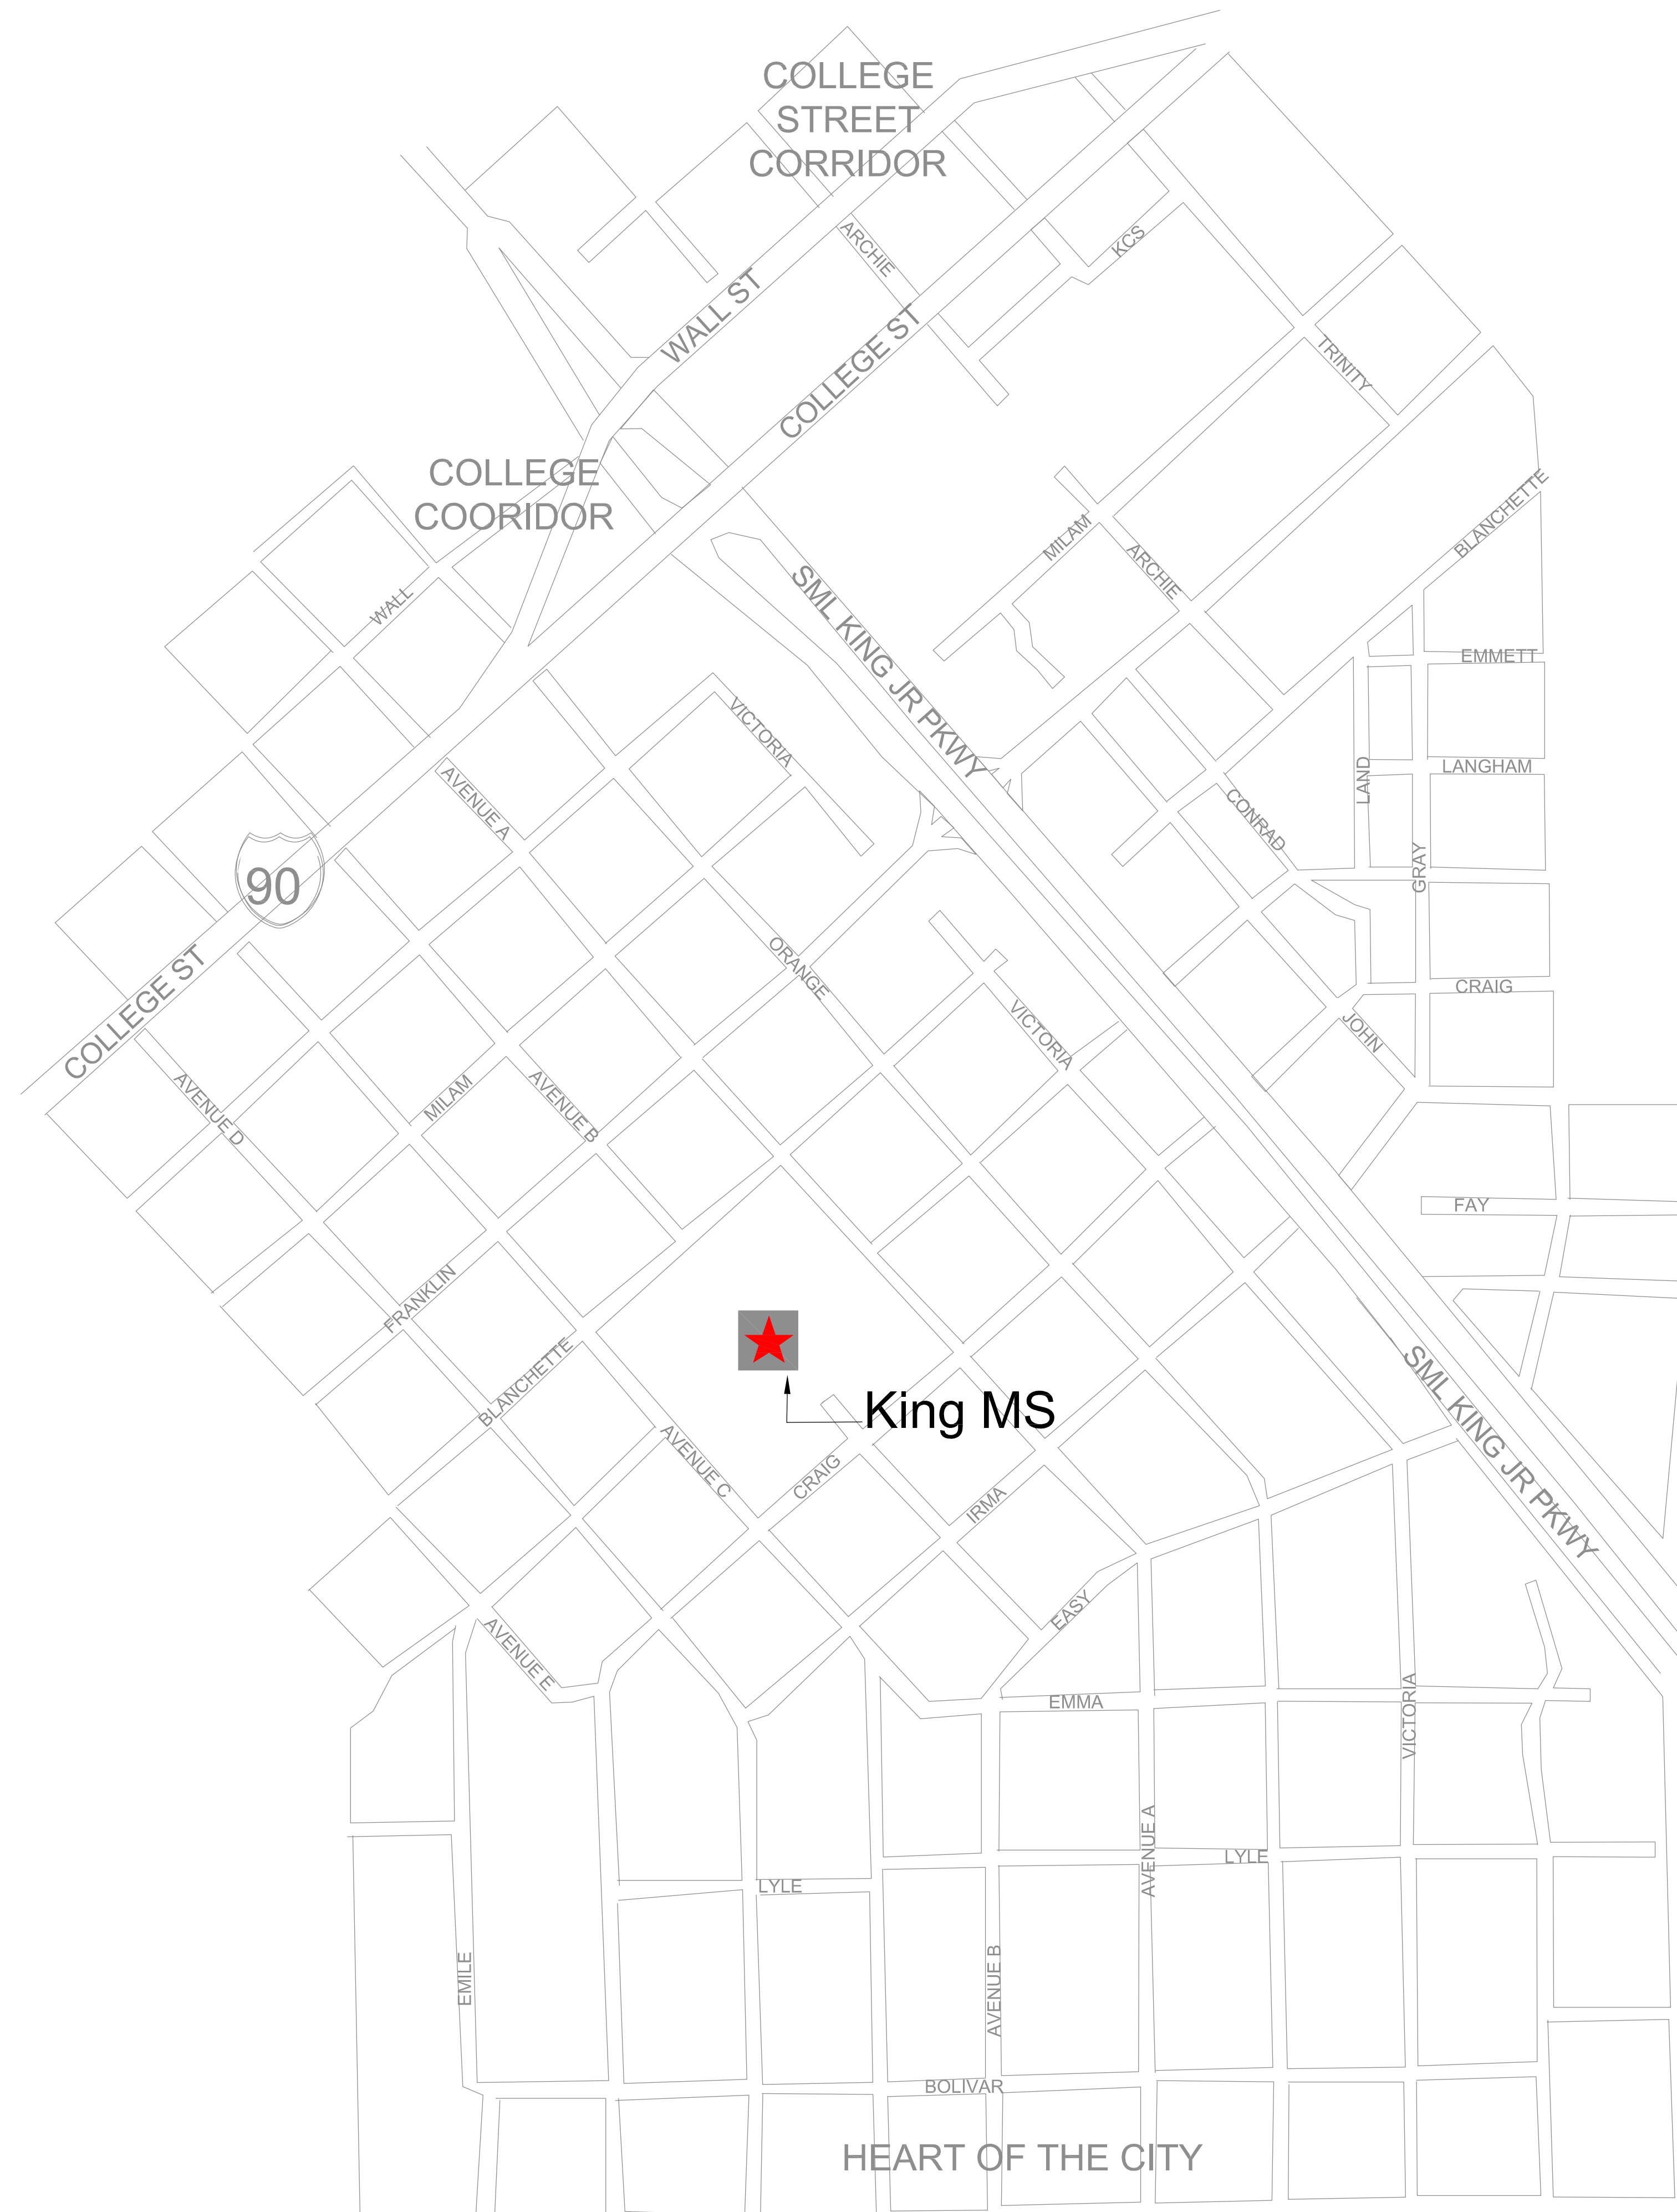 COLLEGE
STREET
CORRIDOR
ARCHIE
KCS
WALL ST
COLLEGE ST
TRINITY
COLLEGE
COORIDOR
BLANCHETTE
MILAM
ARCHIE
WALL
SML KING JR PKWY
EMMETT
VICTORIA
LANGHAM
LAND
AVENUE A
CONRAD
GRAY
90
ORANGE
COLLEGE ST
CRAIG
VICTORIA
JOHN
AVENUE D
MILAM
AVENUE B
FAY
FRANKLIN
BLANCHETTE
King MS
SML KING JR PKWY
AVENUE C
CRAIG
IRMA
EASY
AVENUE E
EMMA
VICTORIA
AVENUE A
LYLE
LYLE
EMILE
AVENUE B
BOLIVAR
HEART OF THE CITY